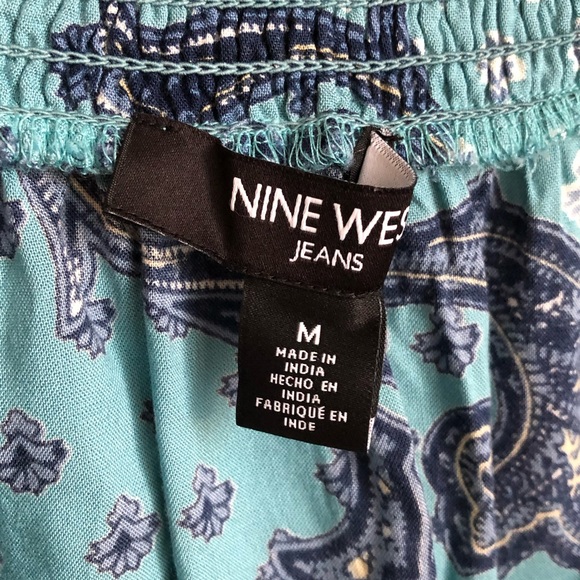 NINE WES
JEANS
M
MADE IN
INDIA
HECHO EN
INDIA
FABRIQUÉ EN
INDE